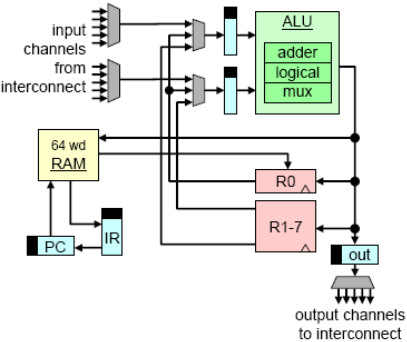 input
channels
from
interconnect
ALU
adder
logical
mux
64 wd
RAM
R0
R1-7
PC
IR
out
output channels
to interconnect